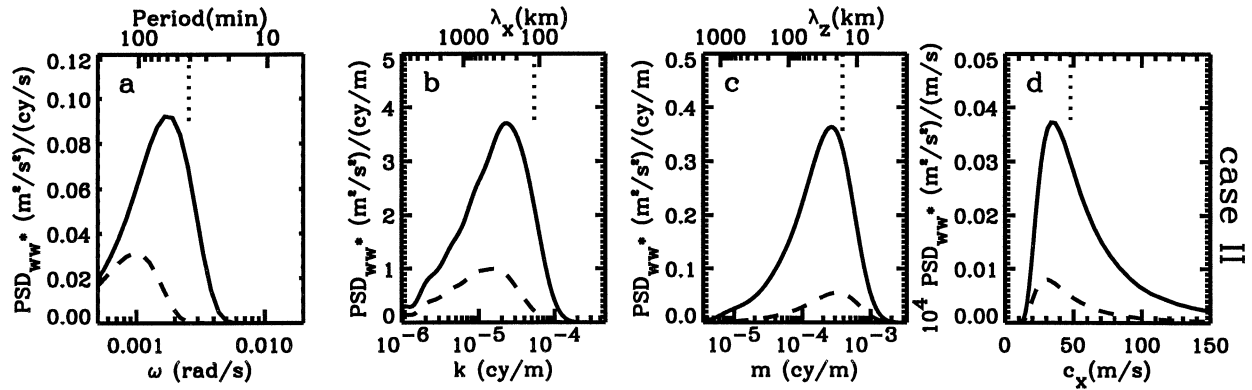 Period(min)
100 10
a
0.12
0.10
0.08
0.06
0.04
0.02
0.00
PSD_ww* (m²/s²)/(cy/s)
0.001 0.010
ω (rad/s)
λ_x(km)
1000 100
b
5
4
3
2
1
0
PSD_ww* (m²/s²)/(cy/m)
10⁻⁶ 10⁻⁵ 10⁻⁴
k (cy/m)
λ_z(km)
1000 100 10
c
0.5
0.4
0.3
0.2
0.1
0.0
PSD_ww* (m²/s²)/(cy/m)
10⁻⁵ 10⁻⁴ 10⁻³
m (cy/m)
d
0.05
0.04
0.03
0.02
0.01
0.00
10⁴ PSD_ww* (m²/s²)/(m/s)
0 50 100 150
c_x(m/s)
case II